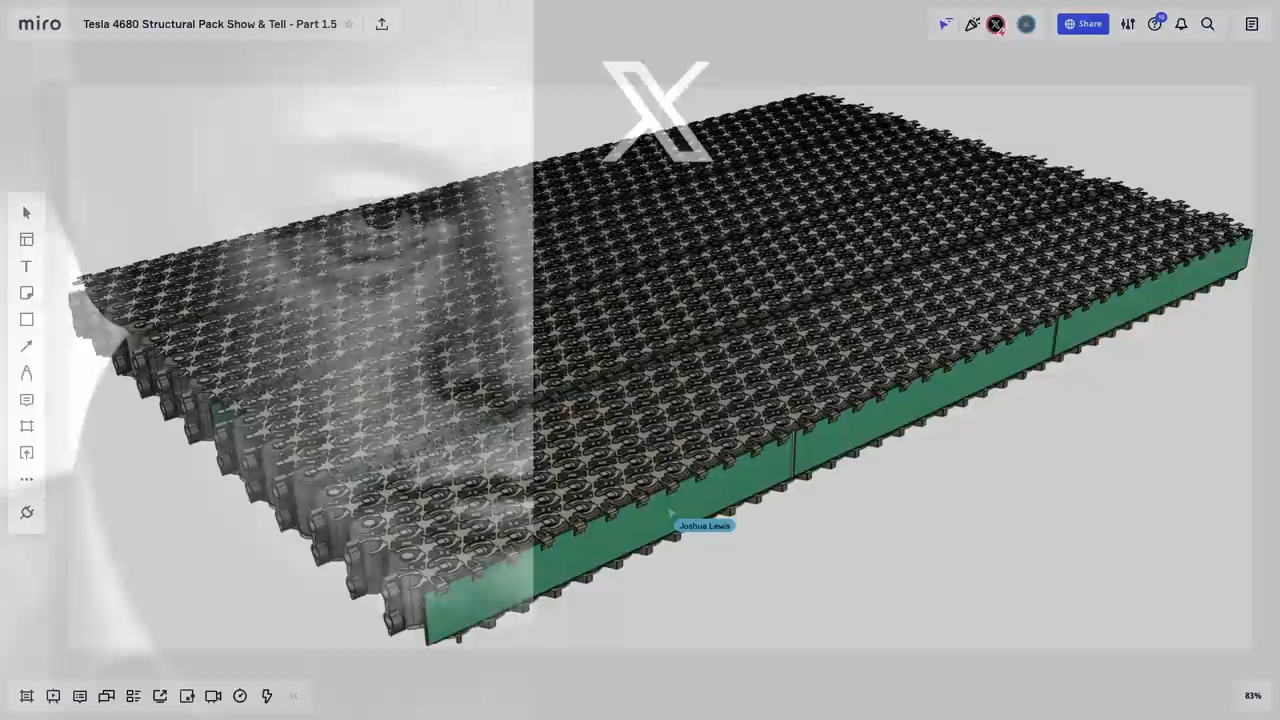 miro
Tesla 4680 Structural Pack Show & Tell - Part 1.5
Share
Joshua Lewis
83%